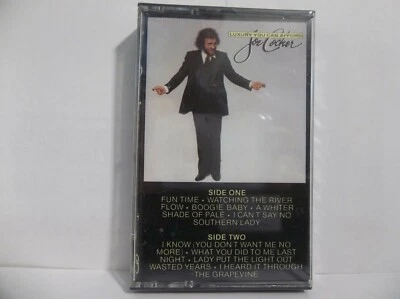 LUXURY YOU CAN AFFORD
Joe Cocker
SIDE ONE
FUN TIME • WATCHING THE RIVER
FLOW • BOOGIE BABY • A WHITER
SHADE OF PALE • I CAN'T SAY NO
SOUTHERN LADY
SIDE TWO
I KNOW (YOU DON'T WANT ME NO
MORE) • WHAT YOU DID TO ME LAST
NIGHT • LADY PUT THE LIGHT OUT
WASTED YEARS • I HEARD IT THROUGH
THE GRAPEVINE